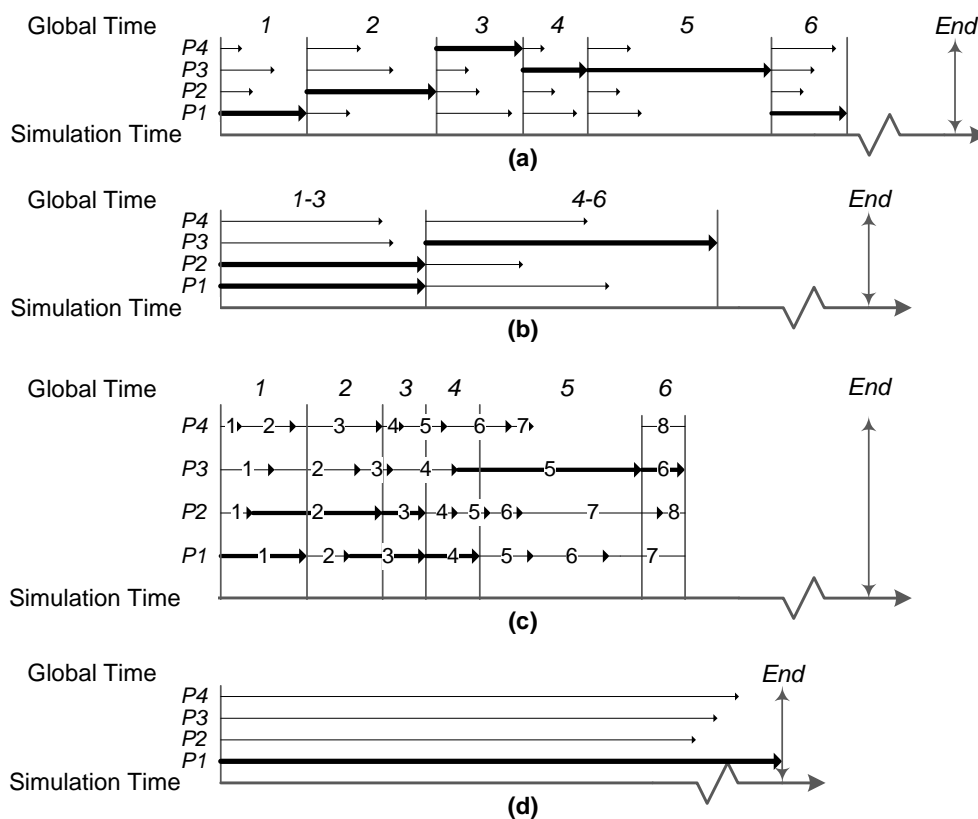 Global Time 1 2 3 4 5 6 End
P4
P3
P2
P1
Simulation Time
(a)
Global Time 1-3 4-6 End
P4
P3
P2
P1
Simulation Time
(b)
Global Time 1 2 3 4 5 6 End
P4 1 2 3 4 5 6 7 8
P3 1 2 3 4 5 6
P2 1 2 3 4 5 6 7 8
P1 1 2 3 4 5 6 7
Simulation Time
(c)
Global Time End
P4
P3
P2
P1
Simulation Time
(d)